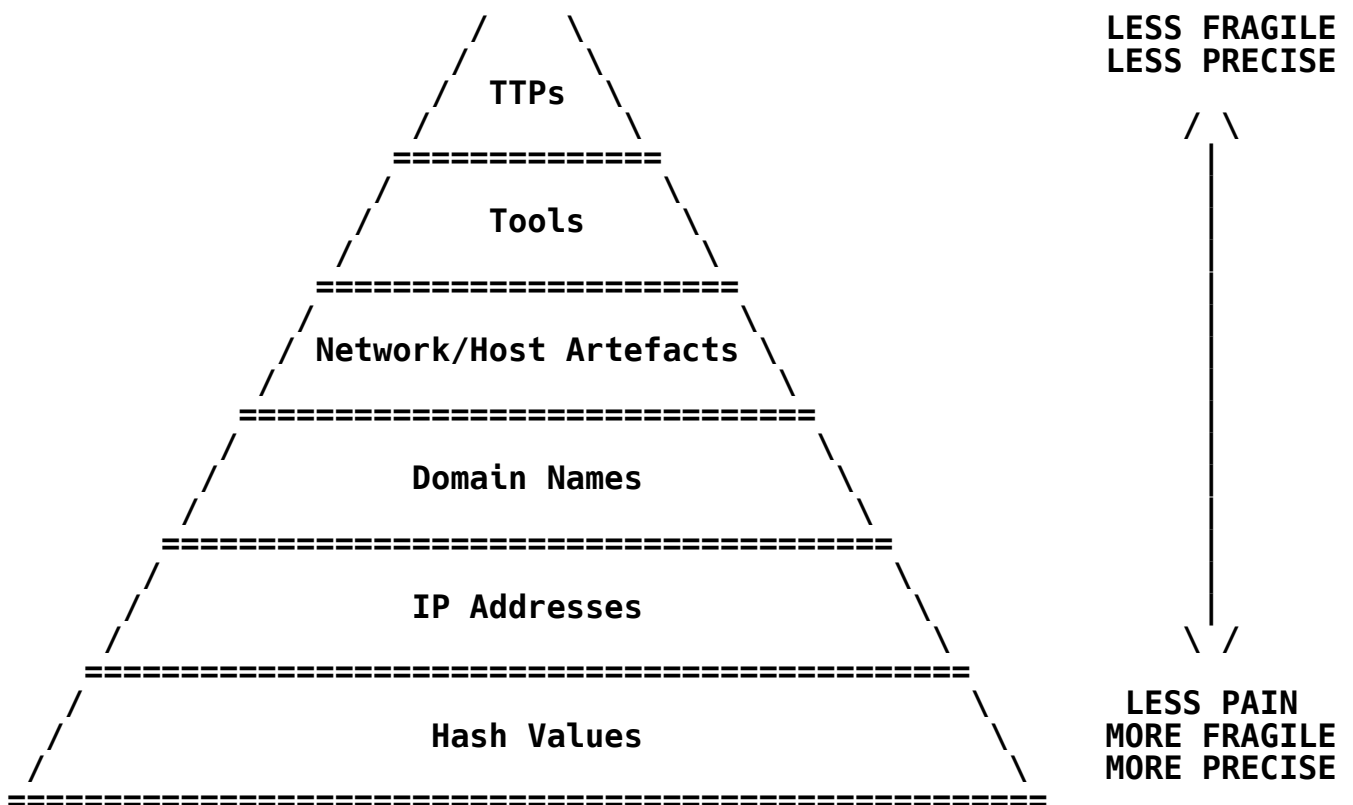 LESS FRAGILE
LESS PRECISE
TTPs
Tools
Network/Host Artefacts
Domain Names
IP Addresses
Hash Values
LESS PAIN
MORE FRAGILE
MORE PRECISE